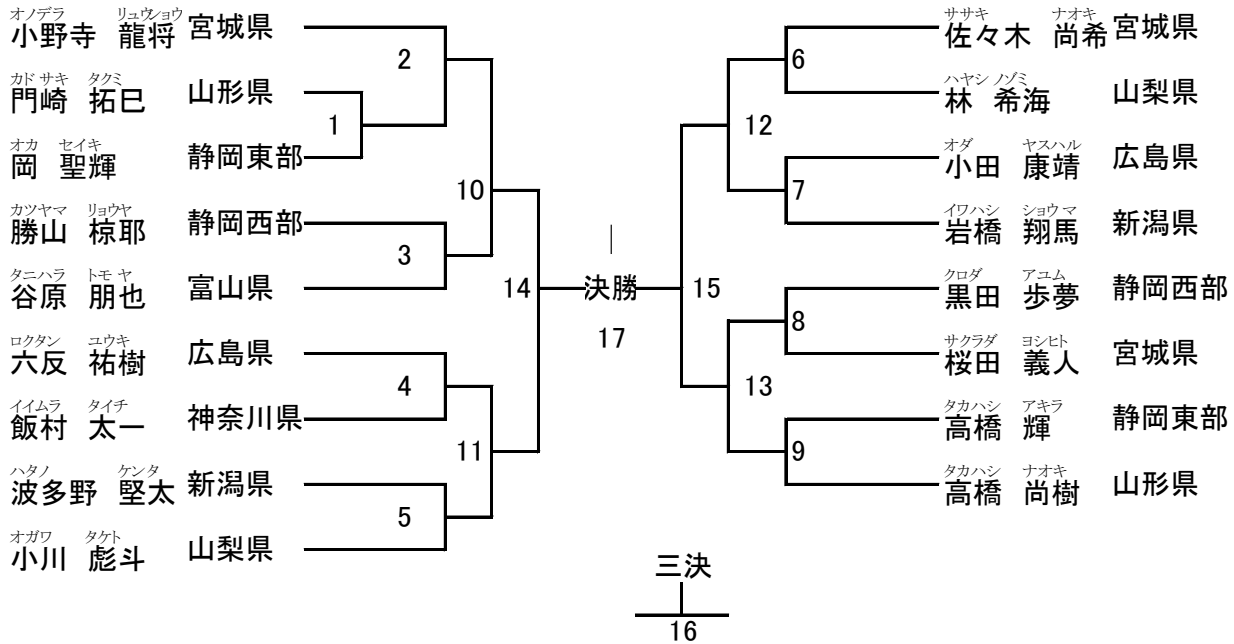 オノデラ リュウショウ
小野寺 龍将 宮城県
カドサキ タクミ
門崎 拓巳 山形県
オカ セイキ
岡 聖輝 静岡東部
カツヤマ リョウヤ
勝山 椋耶 静岡西部
タニハラ トモヤ
谷原 朋也 富山県
ロクタン ユウキ
六反 祐樹 広島県
イイムラ タイチ
飯村 太一 神奈川県
ハタノ ケンタ
波多野 堅太 新潟県
オガワ タケト
小川 彪斗 山梨県
2
1
10
3
14
4
11
5
決勝
17
ササキ ナオキ
佐々木 尚希 宮城県
ハヤシ ノゾミ
林 希海 山梨県
オダ ヤスハル
小田 康靖 広島県
イワハシ ショウマ
岩橋 翔馬 新潟県
クロダ アユム
黒田 歩夢 静岡西部
サクラダ ヨシヒト
桜田 義人 宮城県
タカハシ アキラ
高橋 輝 静岡東部
タカハシ ナオキ
高橋 尚樹 山形県
6
12
7
15
8
13
9
三決
16